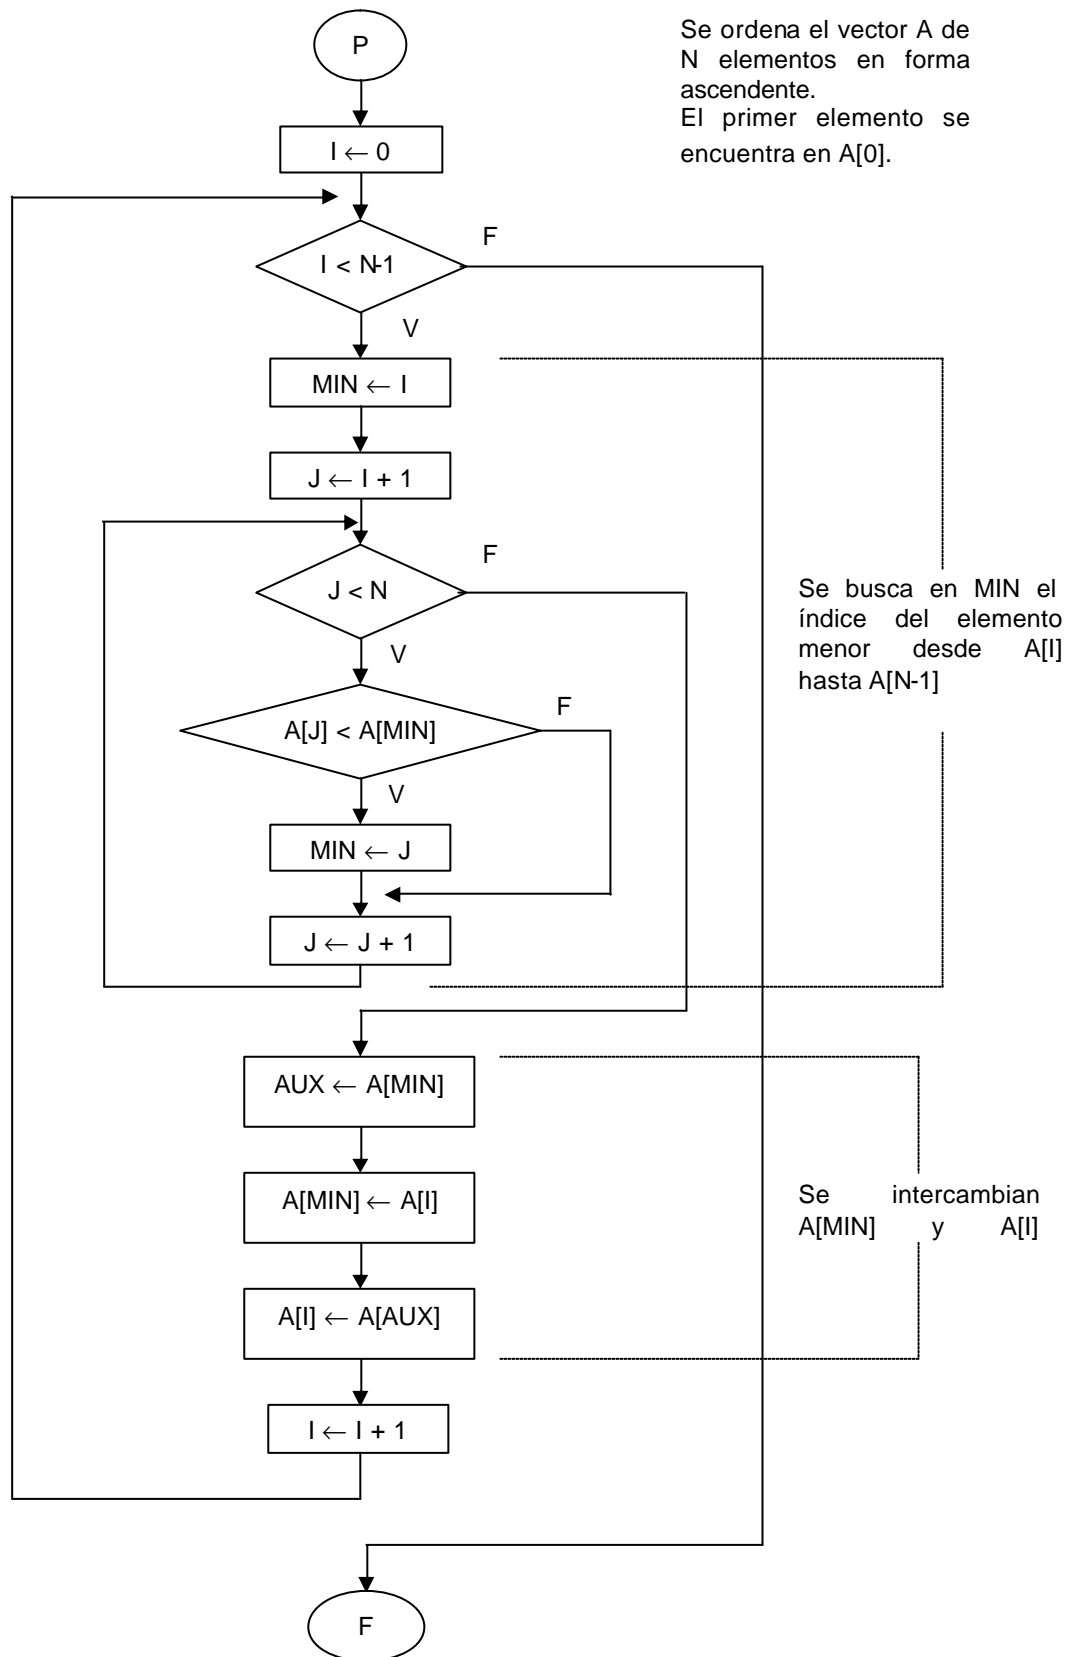 P
Se ordena el vector A de
N elementos en forma
ascendente.
El primer elemento se
encuentra en A[0].
I ← 0
I < N-1
F
V
MIN ← I
J ← I + 1
J < N
F
V
Se busca en MIN el
índice del elemento
menor desde A[I]
hasta A[N-1]
A[J] < A[MIN]
F
V
MIN ← J
J ← J + 1
AUX ← A[MIN]
A[MIN] ← A[I]
Se intercambian
A[MIN] y A[I]
A[I] ← A[AUX]
I ← I + 1
F